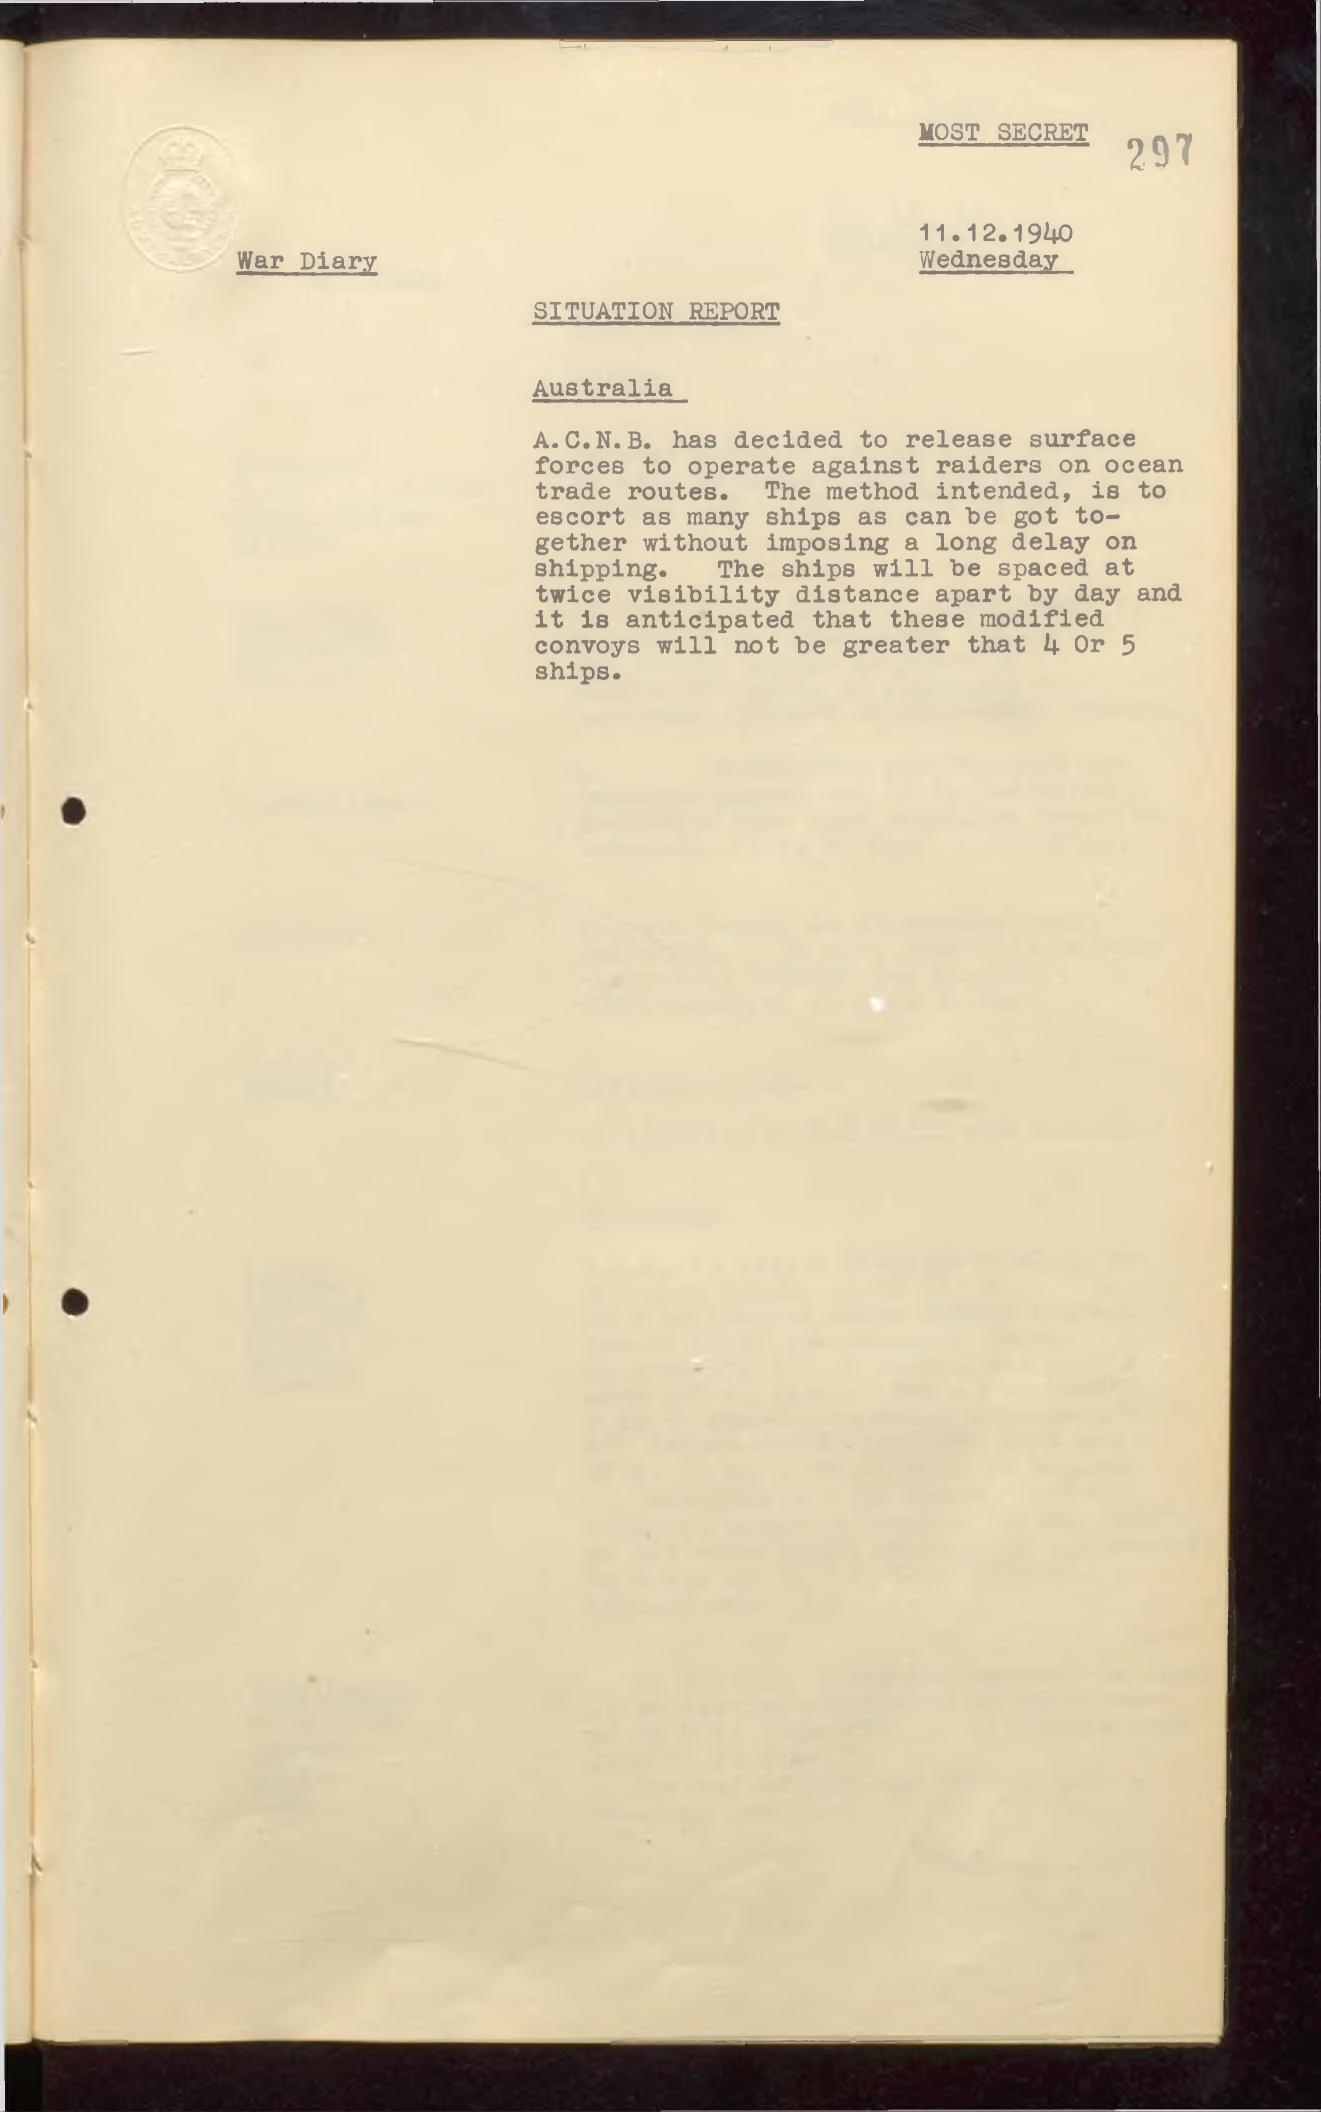 MOST SECRET
297
11.12.1940
War Diary
Wednesday
SITUATION REPORT
Australia
A.C.N.B. has decided to release surface
forces to operate against raiders on ocean
trade routes. The method intended, is to
escort as many ships as can be got to-
gether without imposing a long delay on
shipping. The ships will be spaced at
twice visibility distance apart by day and
it is anticipated that these modified
convoys will not be greater that 4 Or 5
ships.